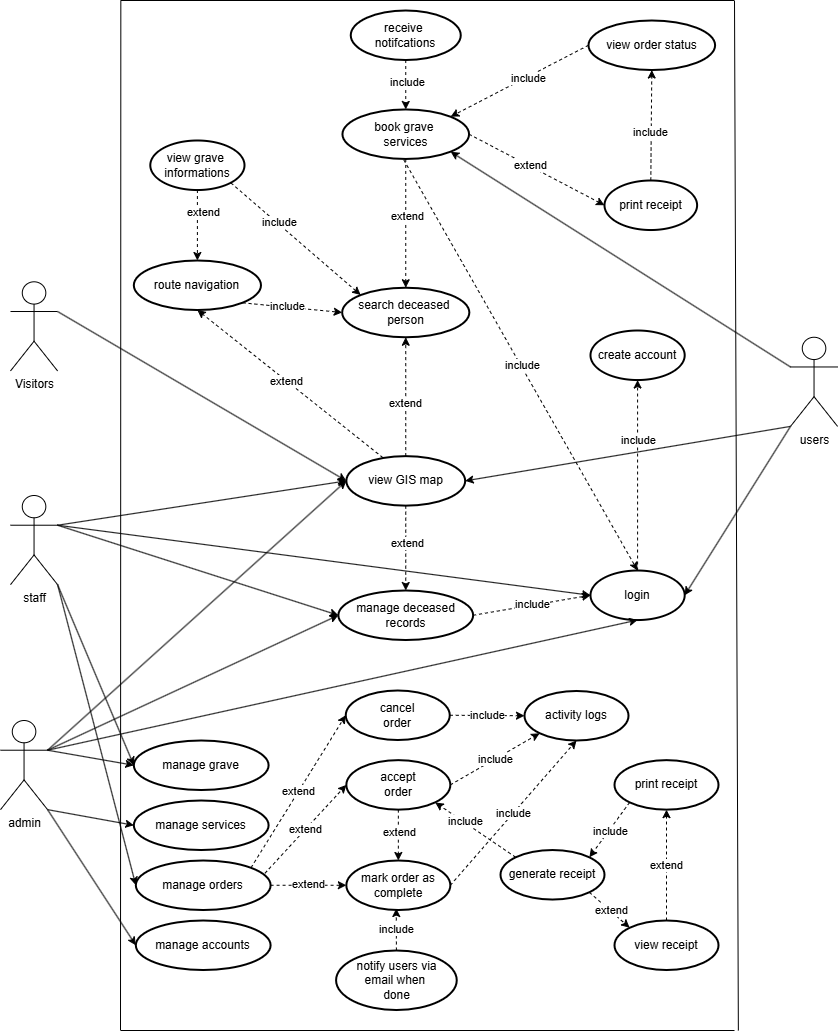 receive
notifcations
view order status
include
include
book grave
services
include
view grave
informations
extend
print receipt
extend
include
extend
route navigation
include
search deceased
person
Visitors
create account
include
extend
extend
users
include
view GIS map
extend
staff
login
include
manage deceased
records
cancel
order
include
activity logs
manage grave
include
accept
order
extend
print receipt
admin
manage services
extend
extend
include
include
include
manage orders
extend
mark order as
complete
generate receipt
extend
extend
include
manage accounts
view receipt
notify users via
email when
done